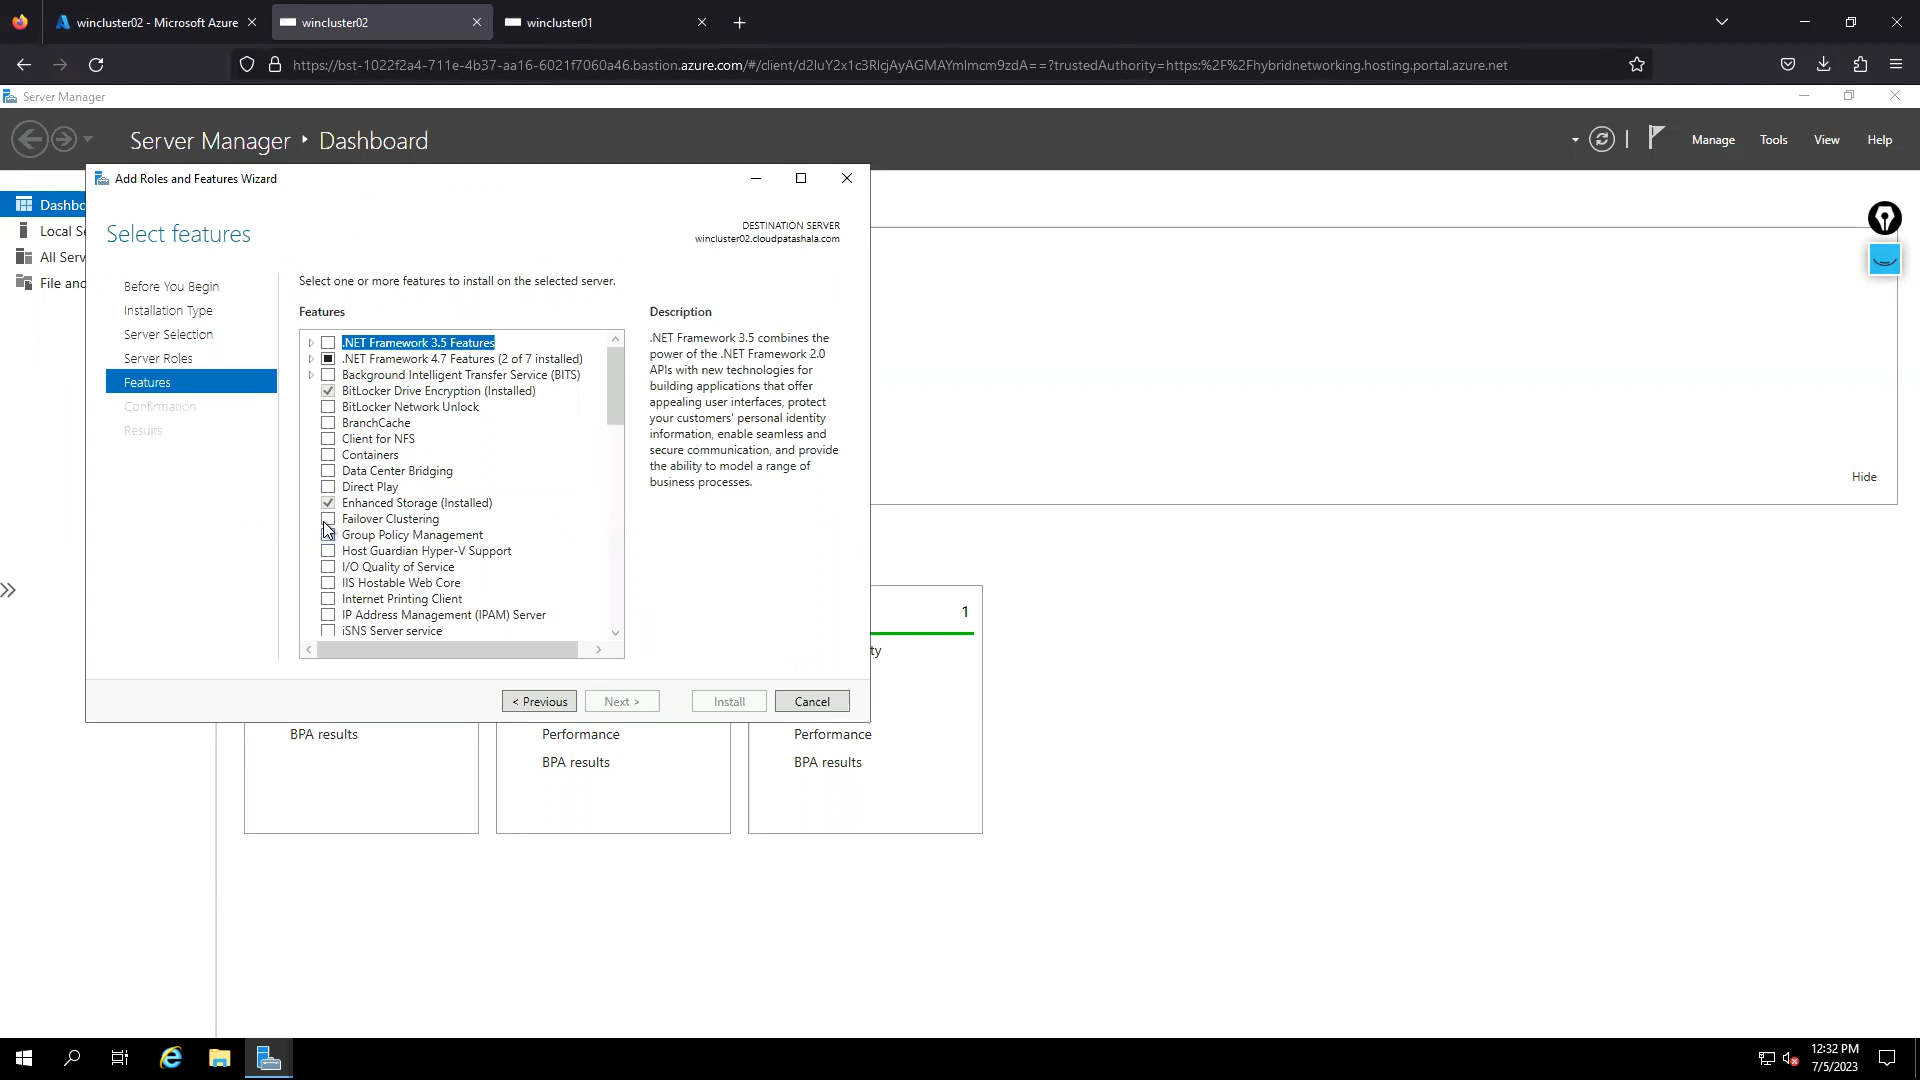 wincluster02 - Microsoft Azure
wincluster02
wincluster01
https://bst-1022f2a4-711e-4b37-aa16-6021f7060a46.bastion.azure.com/#/client/d2luY2x1c3RlcjAyAGMAYmlmcm9zdA==?trustedAuthority=https:%2F%2Fhybridnetworking.hosting.portal.azure.net
Server Manager
Server Manager
Dashboard
Manage
Tools
View
Help
Dashbo
Local Se
All Serv
File and
Add Roles and Features Wizard
Select features
DESTINATION SERVER
wincluster02.cloudpatashala.com
Before You Begin
Installation Type
Server Selection
Server Roles
Features
Confirmation
Results
Select one or more features to install on the selected server.
Features
.NET Framework 3.5 Features
.NET Framework 4.7 Features (2 of 7 installed)
Background Intelligent Transfer Service (BITS)
BitLocker Drive Encryption (Installed)
BitLocker Network Unlock
BranchCache
Client for NFS
Containers
Data Center Bridging
Direct Play
Enhanced Storage (Installed)
Failover Clustering
Group Policy Management
Host Guardian Hyper-V Support
I/O Quality of Service
IIS Hostable Web Core
Internet Printing Client
IP Address Management (IPAM) Server
iSNS Server service
Description
.NET Framework 3.5 combines the
power of the .NET Framework 2.0
APIs with new technologies for
building applications that offer
appealing user interfaces, protect
your customers' personal identity
information, enable seamless and
secure communication, and provide
the ability to model a range of
business processes.
< Previous
Next >
Install
Cancel
Hide
1
ty
BPA results
Performance
BPA results
Performance
BPA results
12:32 PM
7/5/2023